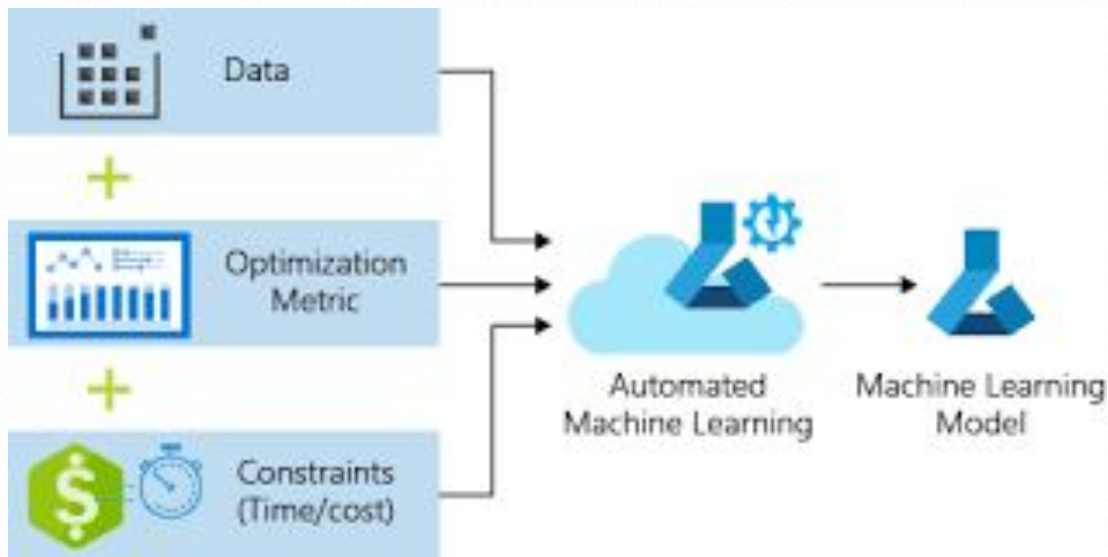 Data
Optimization
Metric
Constraints
(Time/cost)
Automated
Machine Learning
Machine Learning
Model